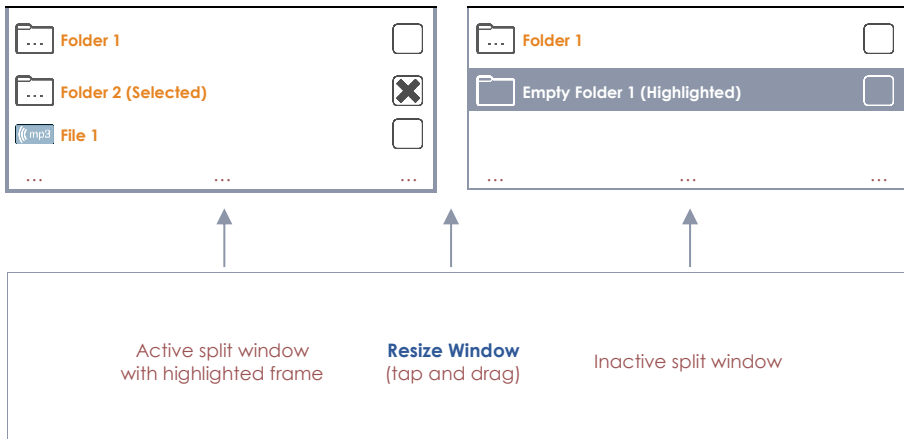 ... Folder 1
... Folder 2 (Selected)
mp3 File 1
... ... ...
... Folder 1
Empty Folder 1 (Highlighted)
... ... ...
Active split window
with highlighted frame
Resize Window
(tap and drag)
Inactive split window